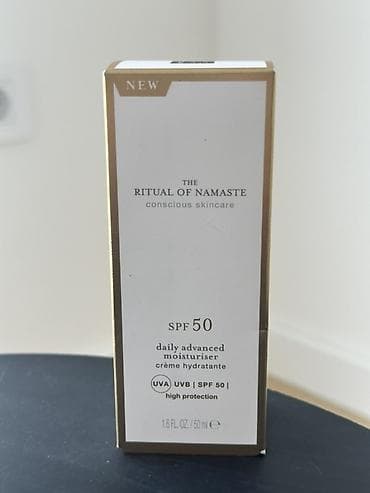 NEW
THE
RITUAL OF NAMASTE
conscious skincare
SPF 50
daily advanced
moisturiser
crème hydratante
UVA UVB | SPF 50 |
high protection
1.6 FL. OZ. / 50 ml ℮